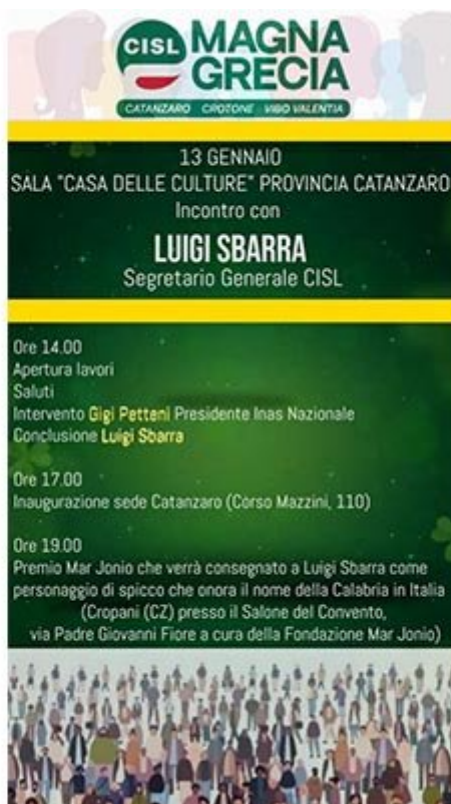 CISL MAGNA
GRECIA
CATANZARO CROTONE VIBO VALENTIA
13 GENNAIO
SALA "CASA DELLE CULTURE" PROVINCIA CATANZARO
Incontro con
LUIGI SBARRA
Segretario Generale CISL
Ore 14.00
Apertura lavori
Saluti
Intervento Gigi Petteni Presidente Inas Nazionale
Conclusione Luigi Sbarra
Ore 17.00
Inaugurazione sede Catanzaro (Corso Mazzini, 110)
Ore 19.00
Premio Mar Jonio che verrà consegnato a Luigi Sbarra come
personaggio di spicco che onora il nome della Calabria in Italia
(Cropani (CZ) presso il Salone del Convento,
via Padre Giovanni Fiore a cura della Fondazione Mar Jonio)